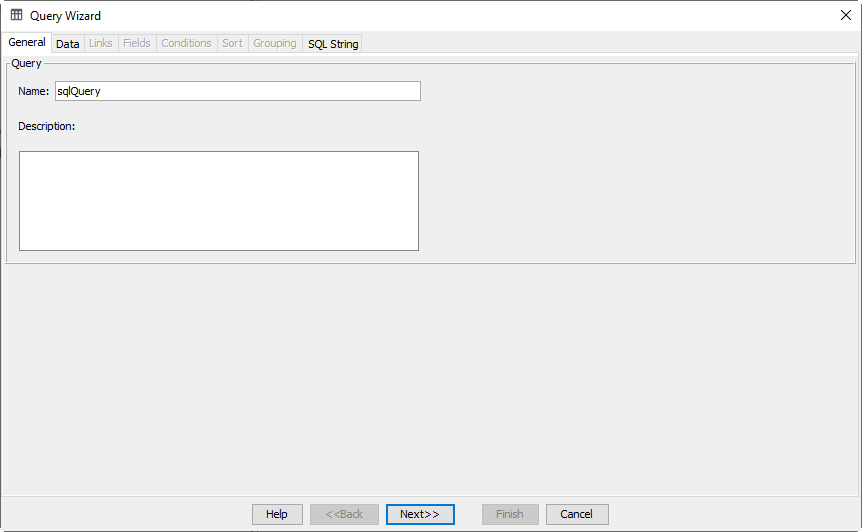 Query Wizard
General Data Links Fields Conditions Sort Grouping SQL String
Query
Name: sqlQuery
Description:
Help <<Back Next>> Finish Cancel